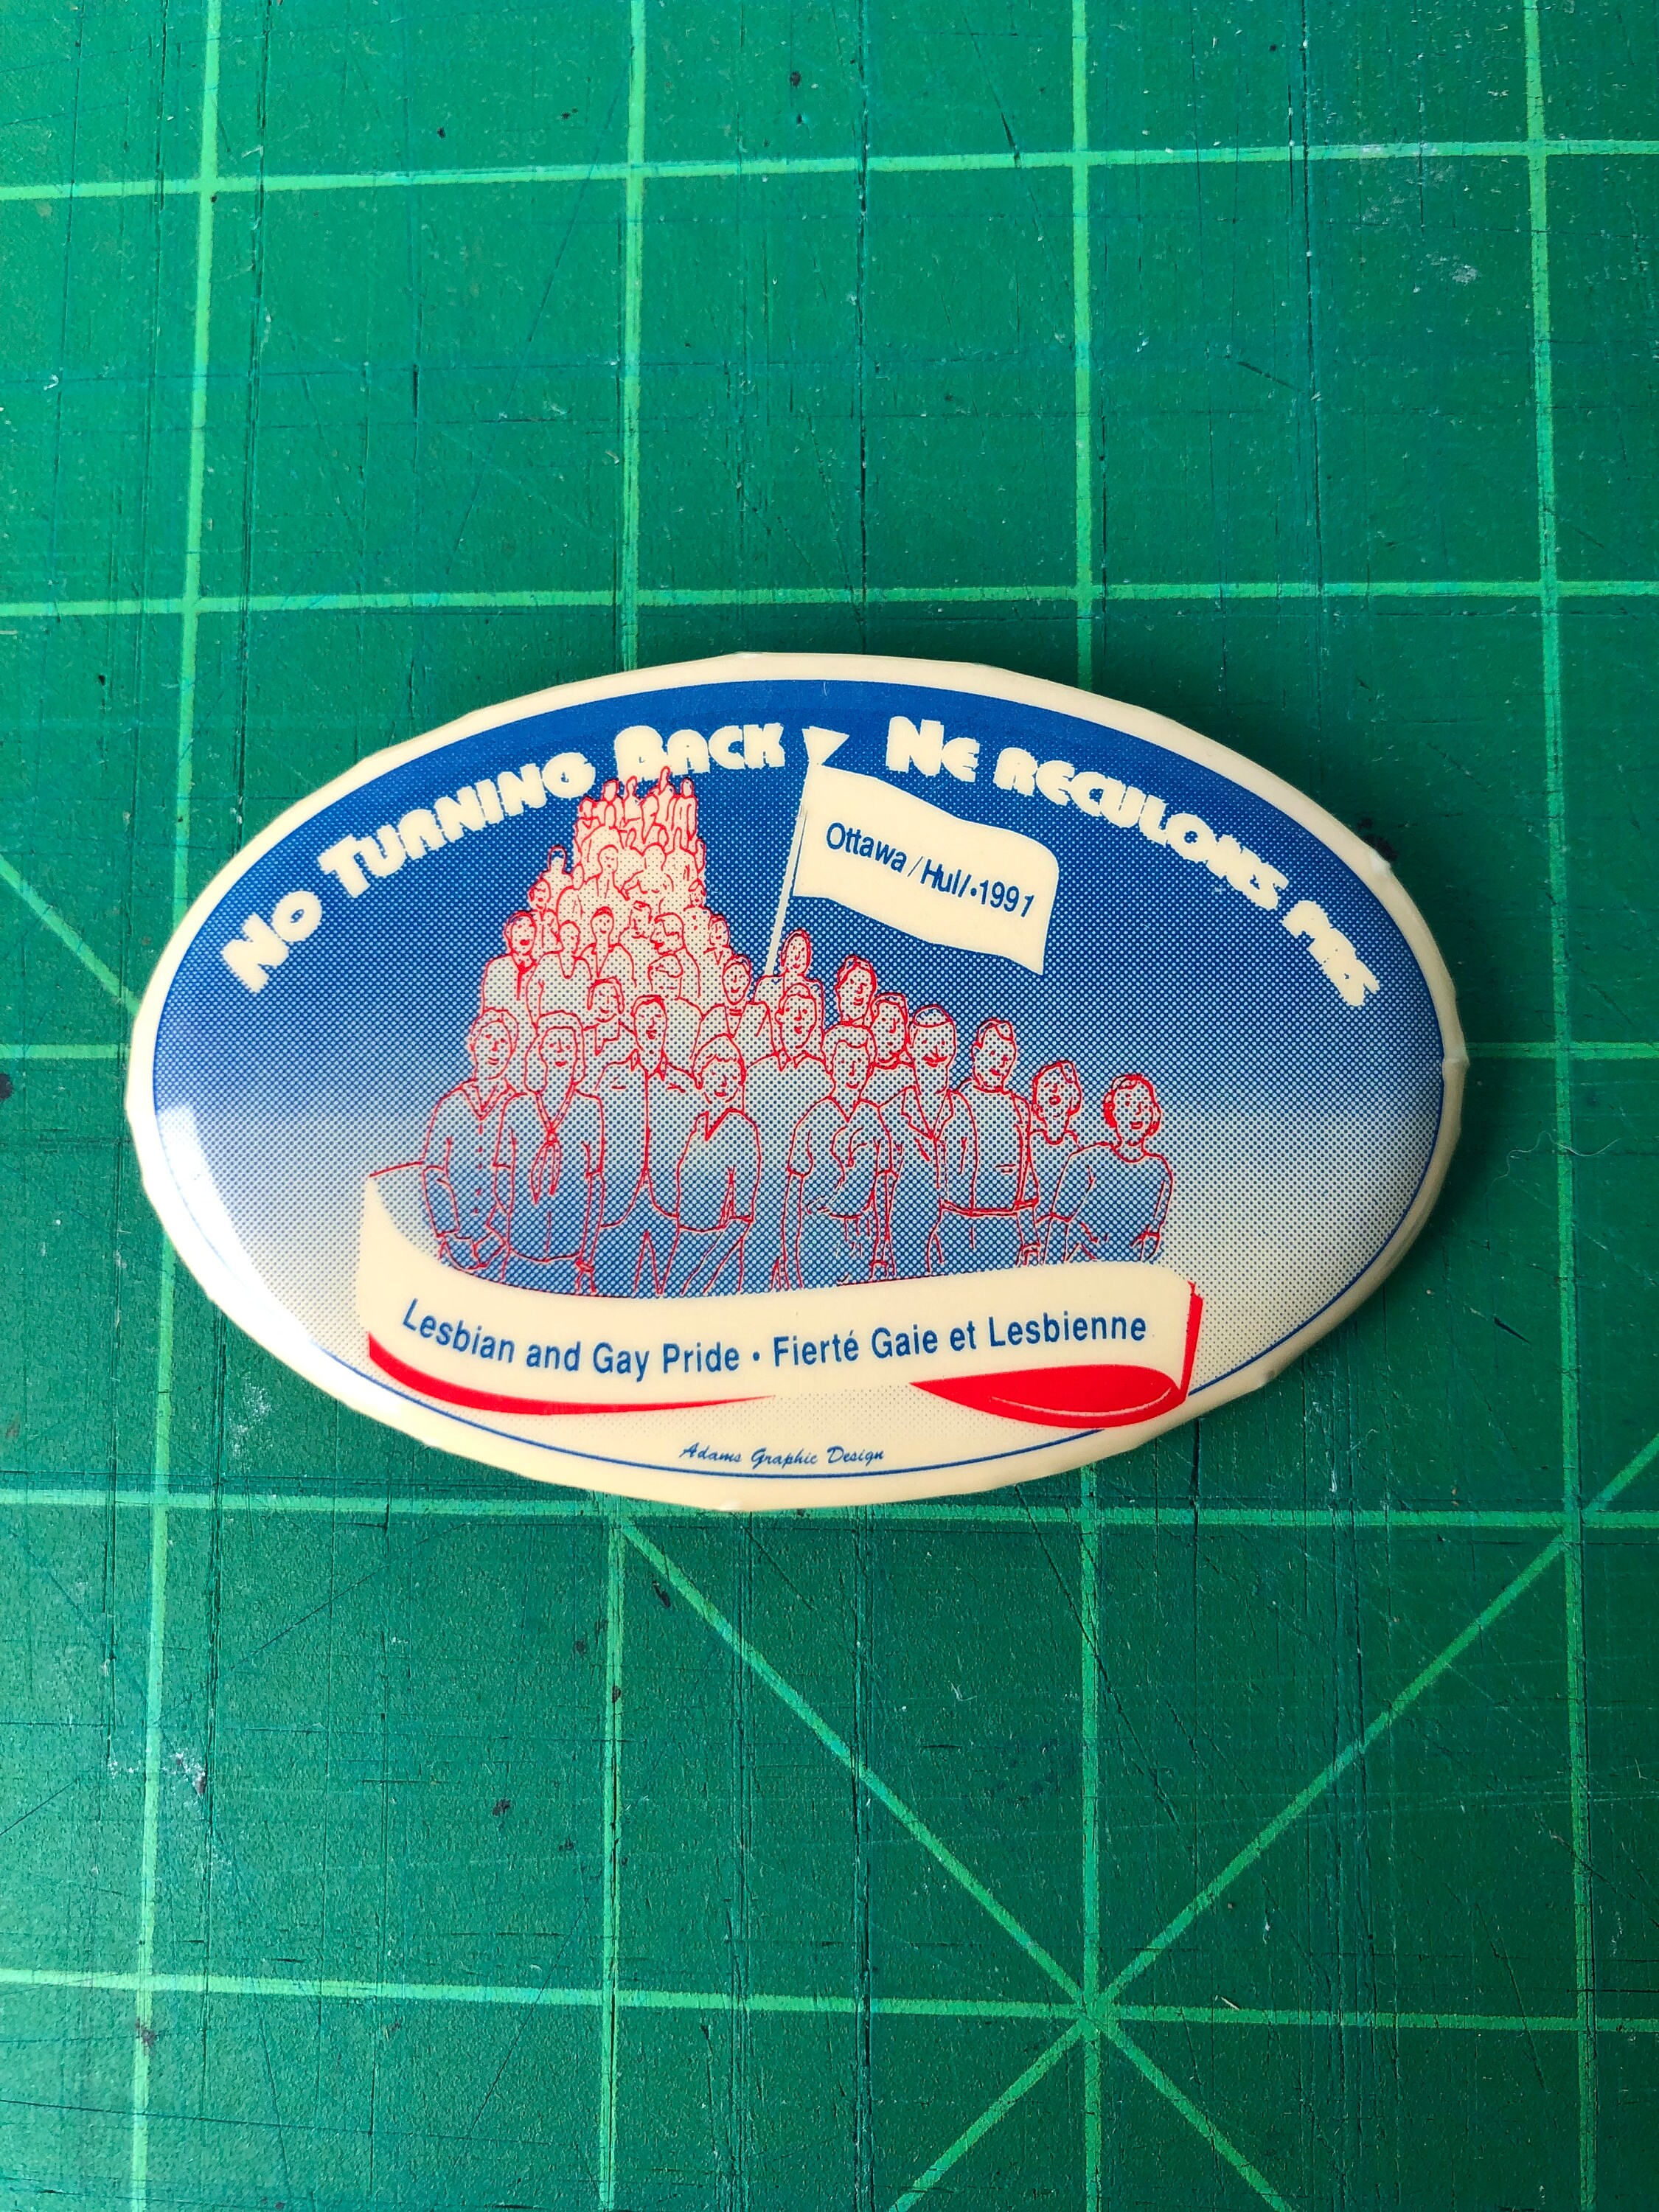 No Turning Back
Ne reculons pas
Ottawa/Hull•1991
Lesbian and Gay Pride • Fierté Gaie et Lesbienne
Adams Graphic Design